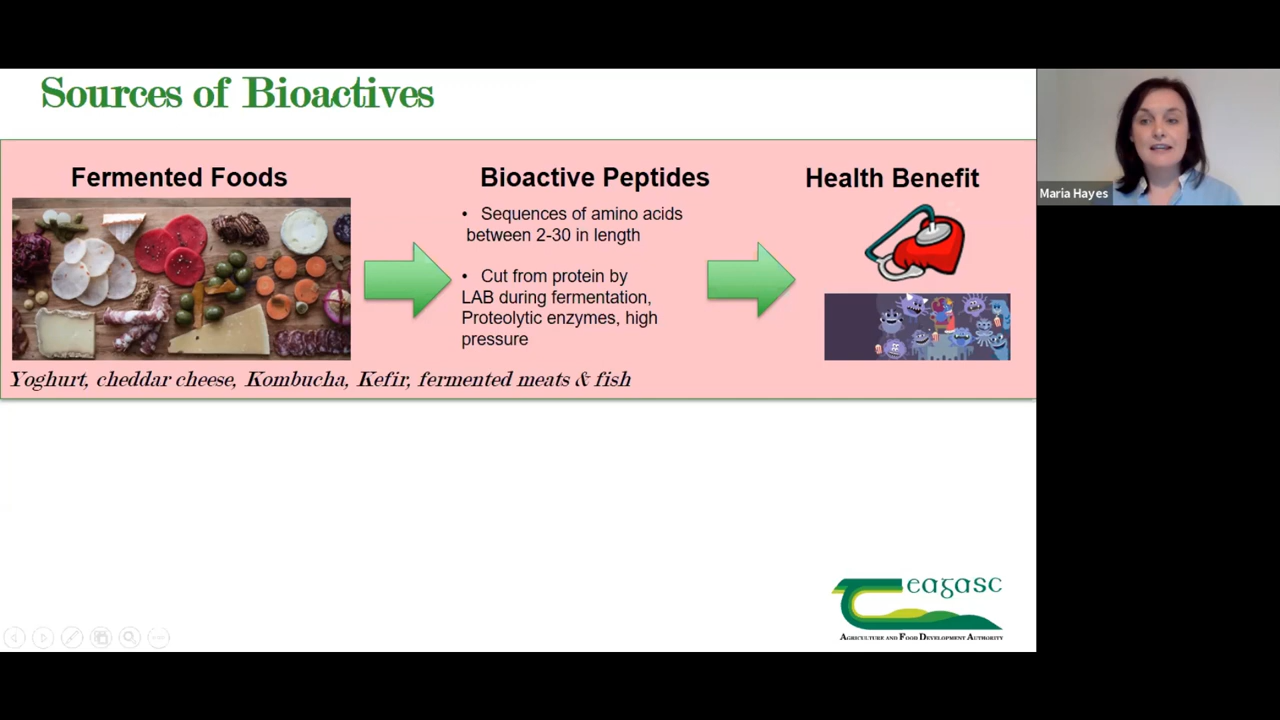 Sources of Bioactives
Fermented Foods
Bioactive Peptides
Health Benefit
• Sequences of amino acids
between 2-30 in length
• Cut from protein by
LAB during fermentation,
Proteolytic enzymes, high
pressure
Yoghurt, cheddar cheese, Kombucha, Kefir, fermented meats & fish
Maria Hayes
eagasc
AGRICULTURE AND FOOD DEVELOPMENT AUTHORITY